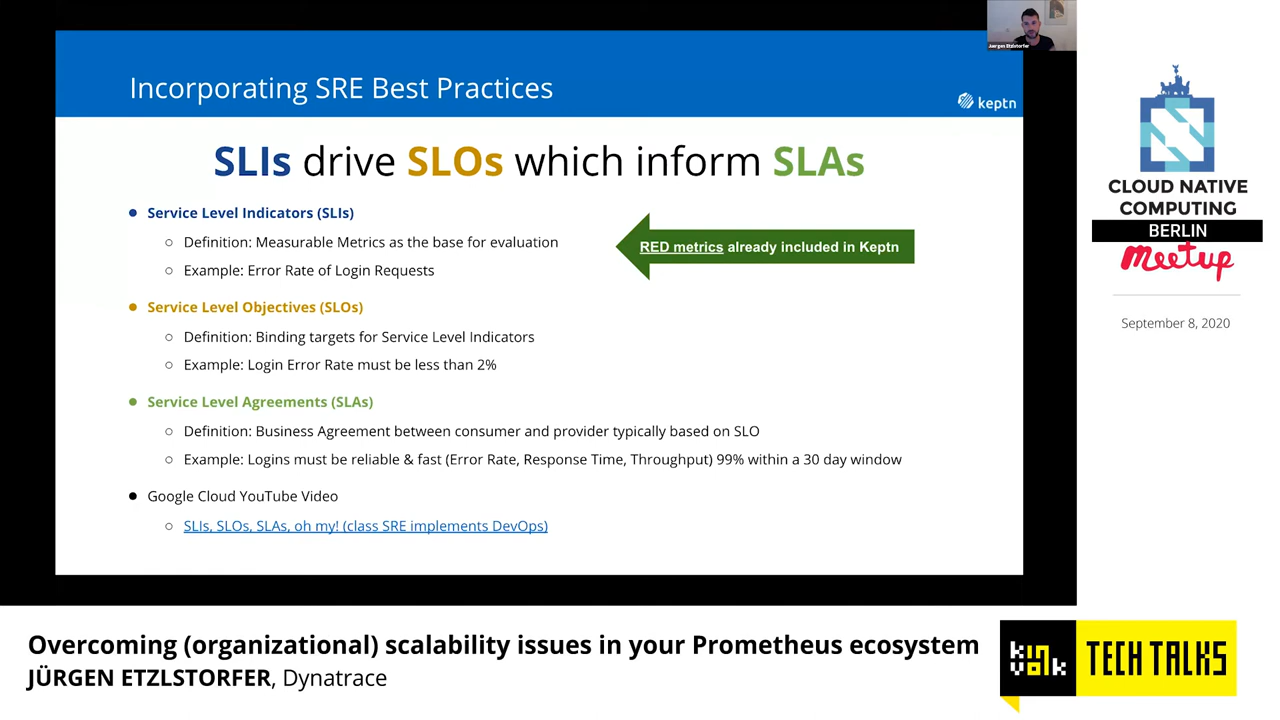 Juergen Etzlstorfer
Incorporating SRE Best Practices
keptn
SLIs drive SLOs which inform SLAs
● Service Level Indicators (SLIs)
○ Definition: Measurable Metrics as the base for evaluation
RED metrics already included in Keptn
○ Example: Error Rate of Login Requests
● Service Level Objectives (SLOs)
○ Definition: Binding targets for Service Level Indicators
○ Example: Login Error Rate must be less than 2%
● Service Level Agreements (SLAs)
○ Definition: Business Agreement between consumer and provider typically based on SLO
○ Example: Logins must be reliable & fast (Error Rate, Response Time, Throughput) 99% within a 30 day window
● Google Cloud YouTube Video
○ SLIs, SLOs, SLAs, oh my! (class SRE implements DevOps)
CLOUD NATIVE
COMPUTING
BERLIN
Meetup
September 8, 2020
Overcoming (organizational) scalability issues in your Prometheus ecosystem
JÜRGEN ETZLSTORFER, Dynatrace
kinvolk
TECH TALKS